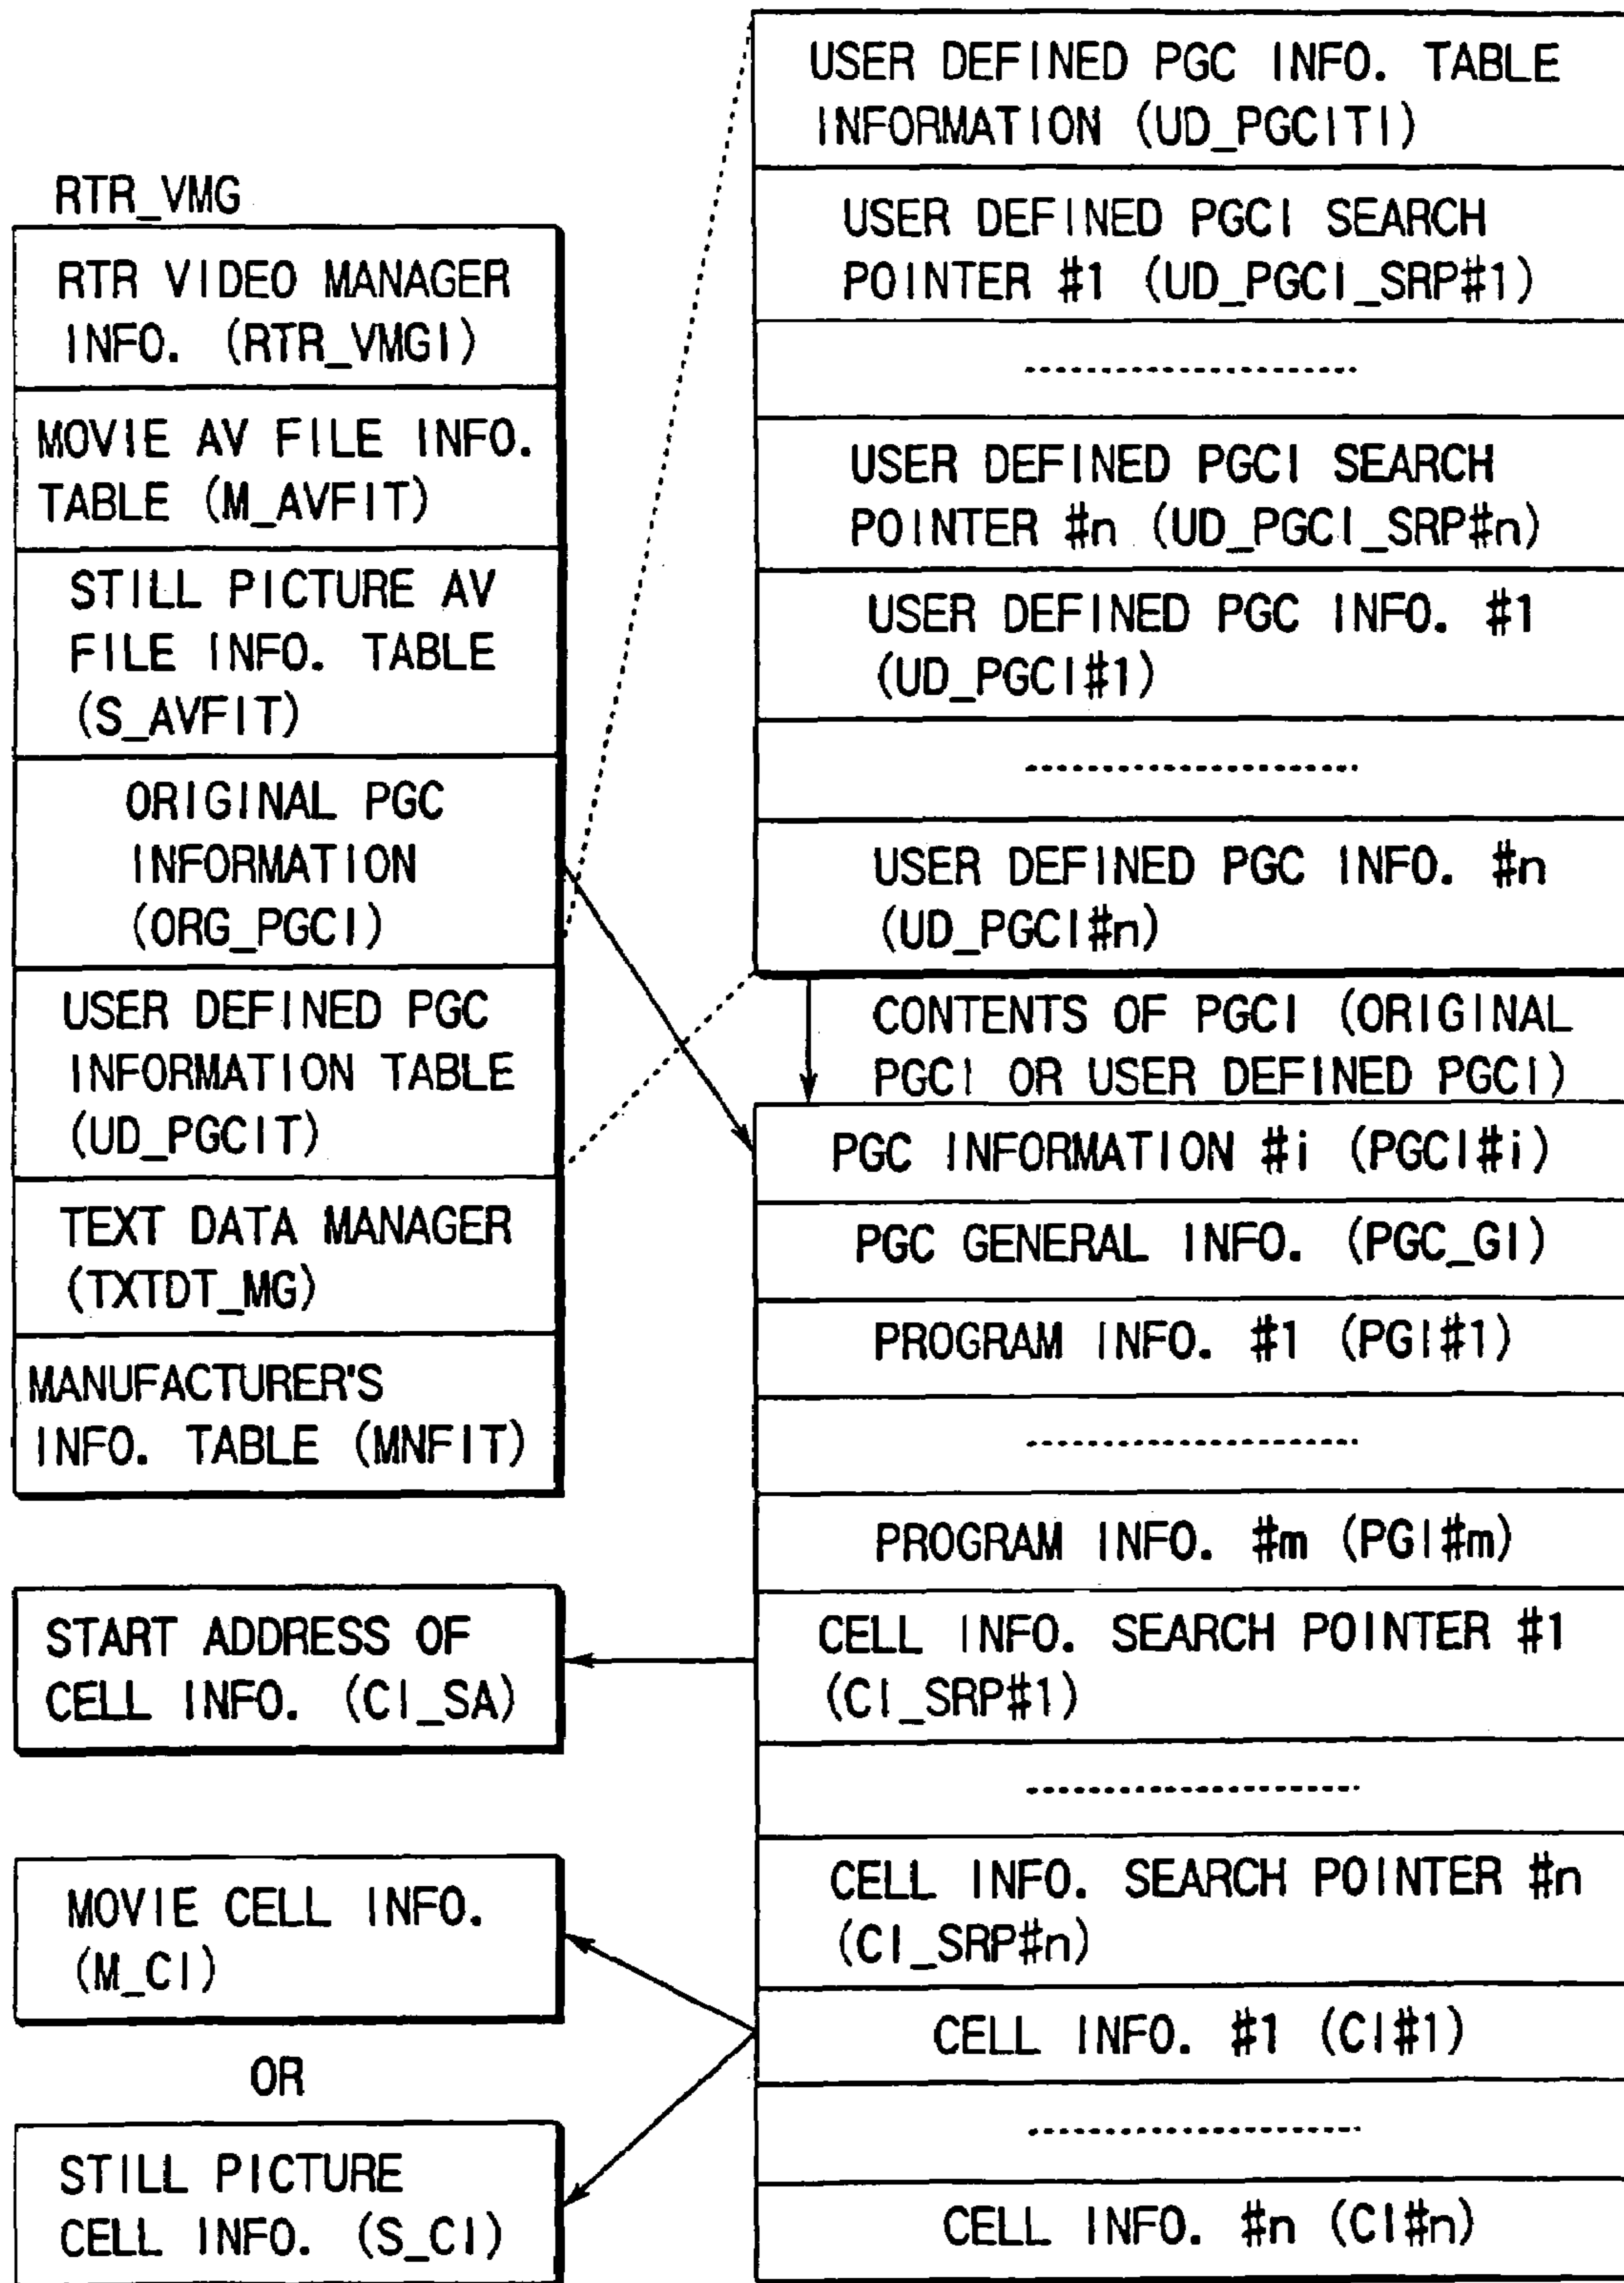 RTR_VMG
RTR VIDEO MANAGER
INFO. (RTR_VMGI)
MOVIE AV FILE INFO.
TABLE (M_AVFIT)
STILL PICTURE AV
FILE INFO. TABLE
(S_AVFIT)
ORIGINAL PGC
INFORMATION
(ORG_PGCI)
USER DEFINED PGC
INFORMATION TABLE
(UD_PGCIT)
TEXT DATA MANAGER
(TXTDT_MG)
MANUFACTURER'S
INFO. TABLE (MNFIT)
START ADDRESS OF
CELL INFO. (CI_SA)
MOVIE CELL INFO.
(M_CI)
OR
STILL PICTURE
CELL INFO. (S_CI)
USER DEFINED PGC INFO. TABLE
INFORMATION (UD_PGCITI)
USER DEFINED PGCI SEARCH
POINTER #1 (UD_PGCI_SRP#1)
USER DEFINED PGCI SEARCH
POINTER #n (UD_PGCI_SRP#n)
USER DEFINED PGC INFO. #1
(UD_PGCI#1)
USER DEFINED PGC INFO. #n
(UD_PGCI#n)
CONTENTS OF PGCI (ORIGINAL
PGCI OR USER DEFINED PGCI)
PGC INFORMATION #i (PGCI#i)
PGC GENERAL INFO. (PGC_GI)
PROGRAM INFO. #1 (PGI#1)
PROGRAM INFO. #m (PGI#m)
CELL INFO. SEARCH POINTER #1
(CI_SRP#1)
CELL INFO. SEARCH POINTER #n
(CI_SRP#n)
CELL INFO. #1 (CI#1)
CELL INFO. #n (CI#n)